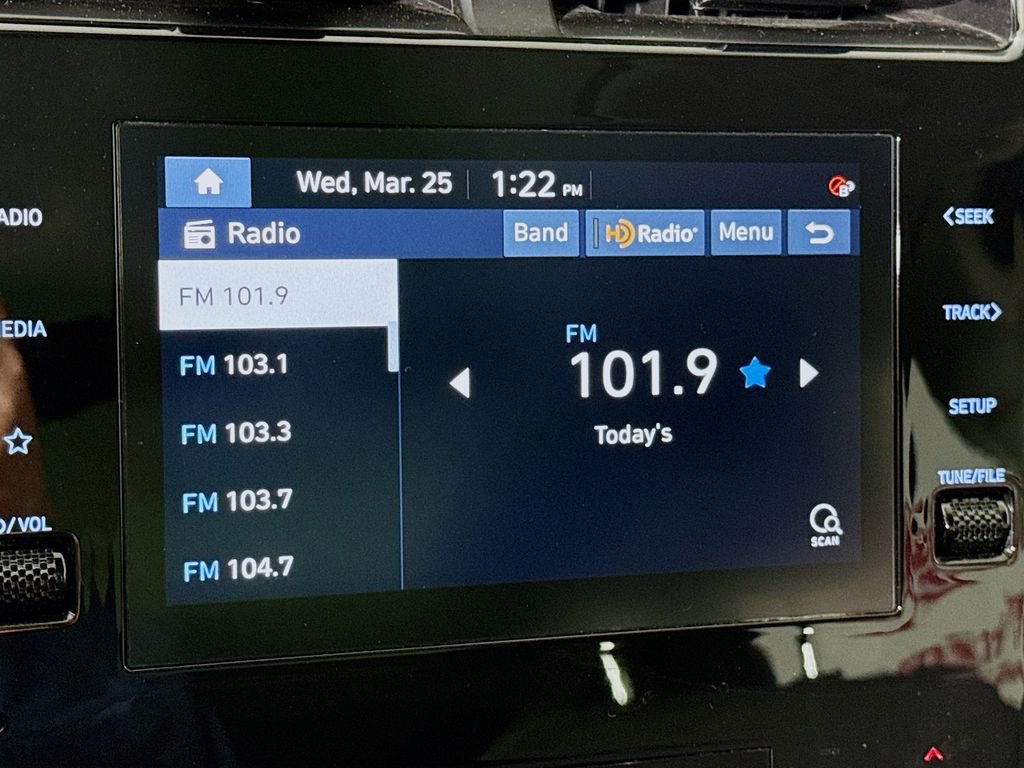 Wed, Mar. 25 1:22 PM
Radio Band HD Radio Menu
FM 101.9
FM 103.1
FM 103.3
FM 103.7
FM 104.7
FM
101.9
Today's
SCAN
ADIO
EDIA
O/VOL
<SEEK
TRACK>
SETUP
TUNE/FILE